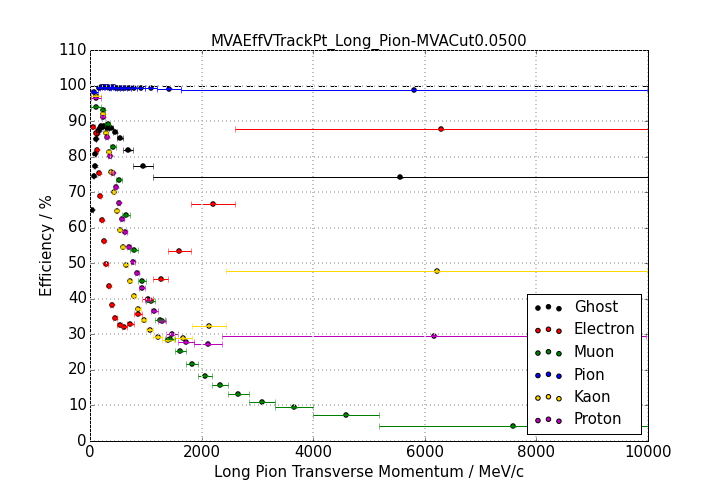 MVAEffVTrackPt_Long_Pion-MVACut0.0500
110
100
90
80
70
60
50
40
30
20
10
0
Efficiency / %
0 2000 4000 6000 8000 10000
Long Pion Transverse Momentum / MeV/c
Ghost
Electron
Muon
Pion
Kaon
Proton